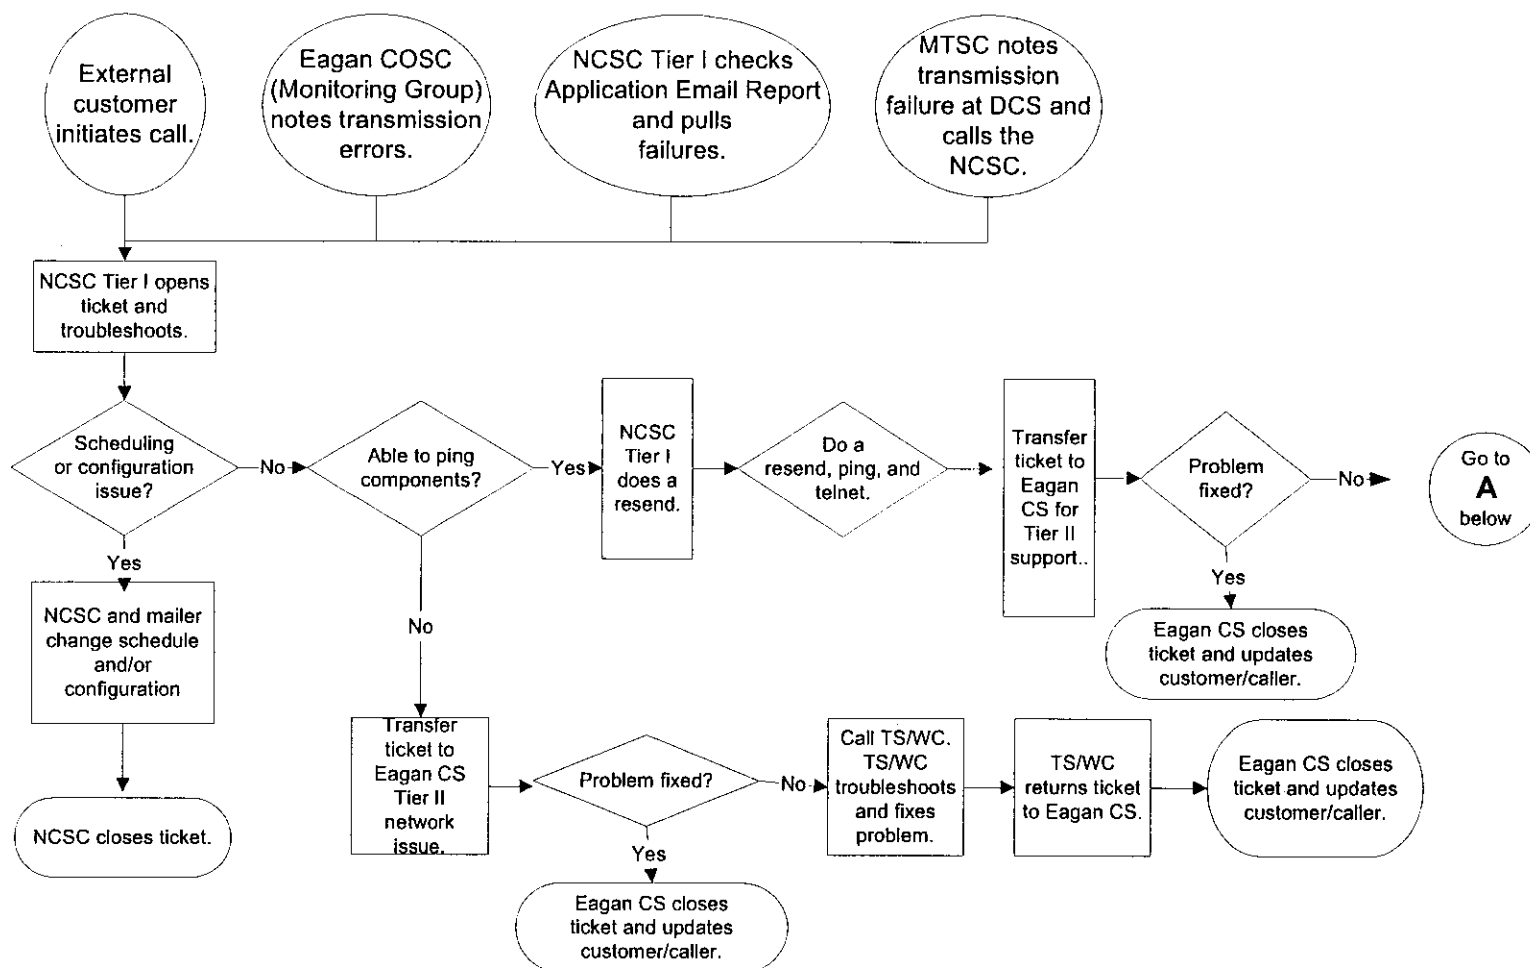 External
customer
initiates call.
Eagan COSC
(Monitoring Group)
notes transmission
errors.
NCSC Tier I checks
Application Email Report
and pulls
failures.
MTSC notes
transmission
failure at DCS and
calls the
NCSC.
NCSC Tier I opens
ticket and
troubleshoots.
Scheduling
or configuration
issue?
No
Able to ping
components?
Yes
NCSC
Tier I
does a
resend.
Do a
resend, ping, and
telnet.
Transfer
ticket to
Eagan
CS for
Tier II
support..
Problem
fixed?
No
Go to
A
below
Yes
NCSC and mailer
change schedule
and/or
configuration
NCSC closes ticket.
No
Yes
Eagan CS closes
ticket and updates
customer/caller.
Transfer
ticket to
Eagan CS
Tier II
network
issue.
Problem fixed?
No
Call TS/WC.
TS/WC
troubleshoots
and fixes
problem.
TS/WC
returns ticket
to Eagan CS.
Eagan CS closes
ticket and updates
customer/caller.
Yes
Eagan CS closes
ticket and updates
customer/caller.